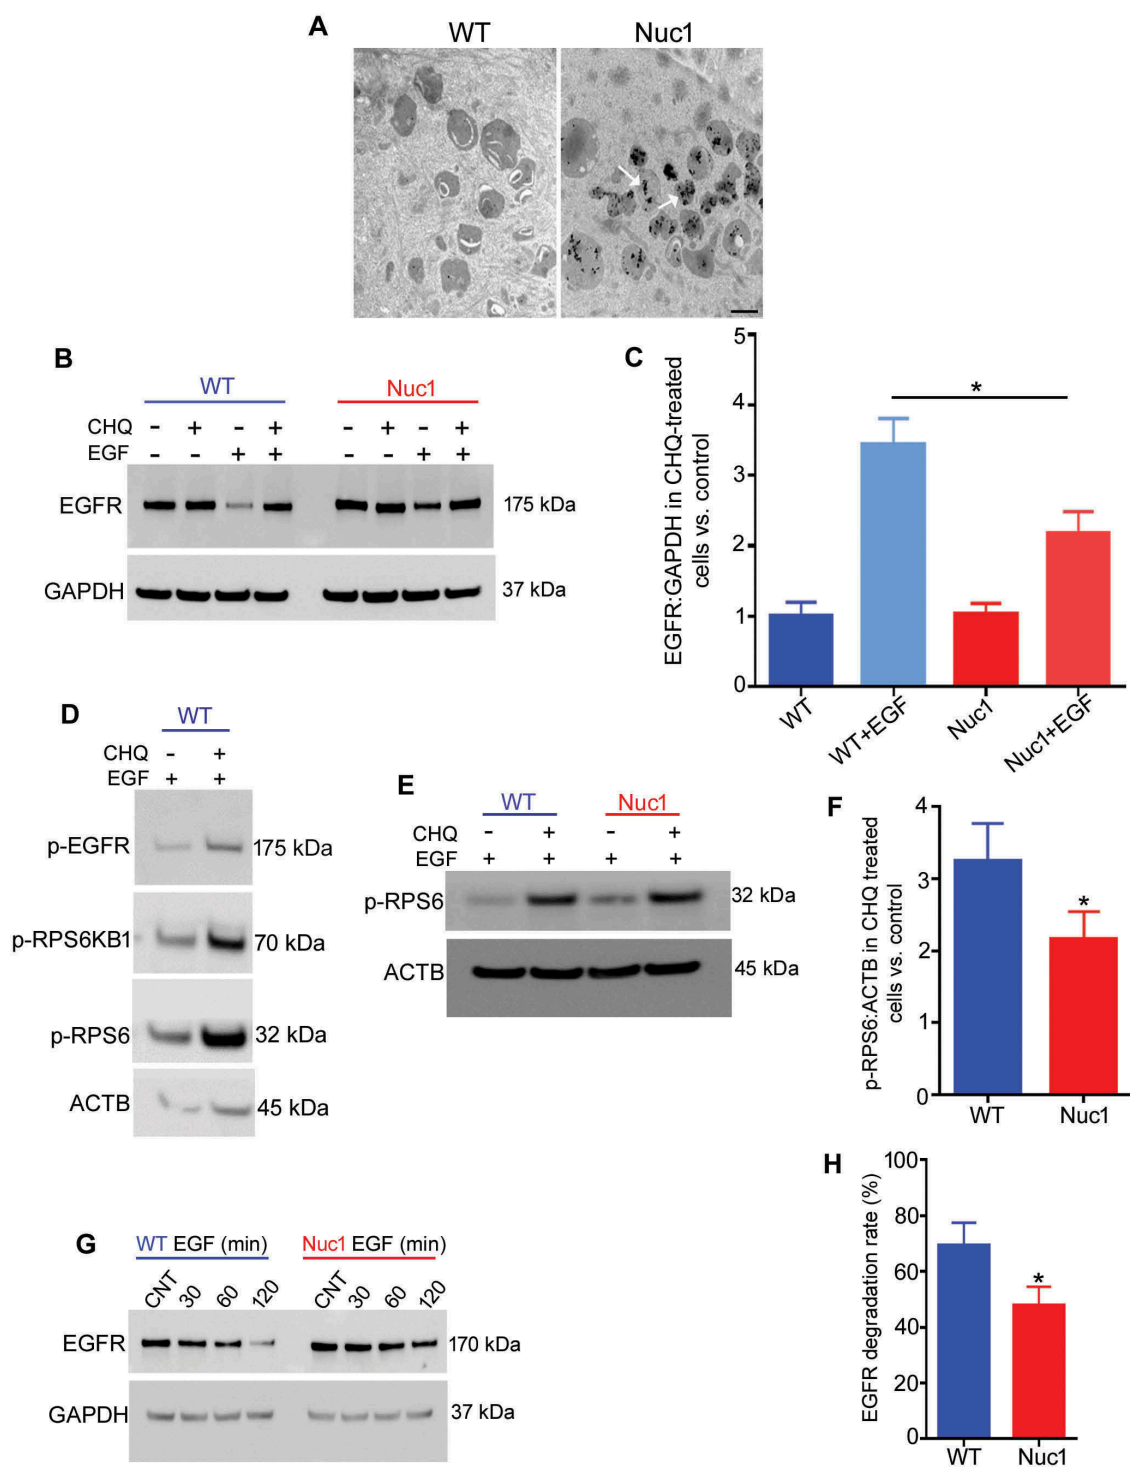 A
WT
Nuc1
B
WT
Nuc1
CHQ - + - + - + - +
EGF - - + + - - + +
EGFR
175 kDa
GAPDH
37 kDa
C
EGFR:GAPDH in CHQ-treated
cells vs. control
5
4
3
2
1
0
*
WT
WT+EGF
Nuc1
Nuc1+EGF
D
WT
CHQ - +
EGF + +
p-EGFR
175 kDa
p-RPS6KB1
70 kDa
p-RPS6
32 kDa
ACTB
45 kDa
E
WT
Nuc1
CHQ - + - +
EGF + + + +
p-RPS6
32 kDa
ACTB
45 kDa
F
p-RPS6:ACTB in CHQ treated
cells vs. control
4
3
2
1
0
*
WT
Nuc1
G
WT EGF (min)
Nuc1 EGF (min)
CNT 30 60 120 CNT 30 60 120
EGFR
170 kDa
GAPDH
37 kDa
H
EGFR degradation rate (%)
100
80
60
40
20
0
*
WT
Nuc1